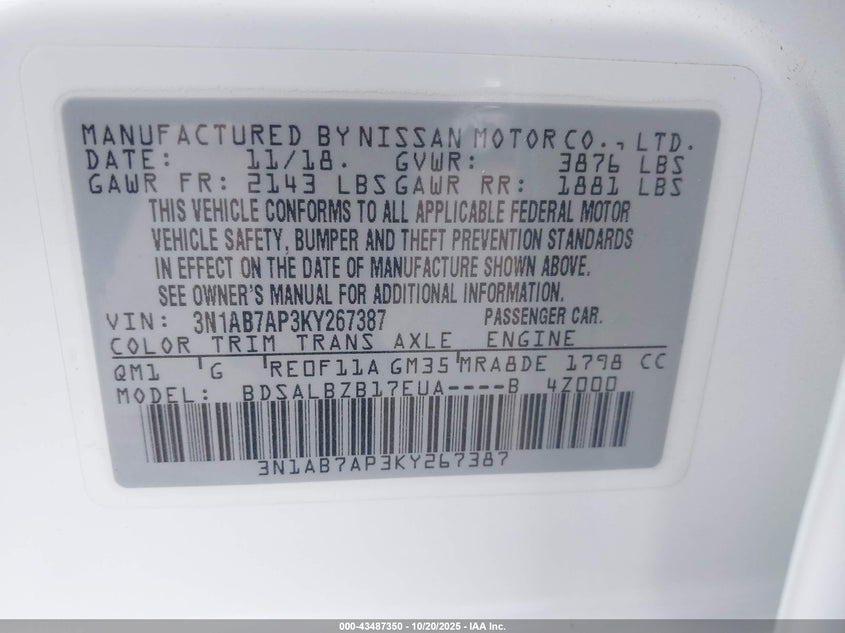 MANUFACTURED BY NISSAN MOTOR CO., LTD.
DATE: 11/18. GVWR: 3876 LBS
GAWR FR: 2143 LBS GAWR RR: 1881 LBS
THIS VEHICLE CONFORMS TO ALL APPLICABLE FEDERAL MOTOR
VEHICLE SAFETY, BUMPER AND THEFT PREVENTION STANDARDS
IN EFFECT ON THE DATE OF MANUFACTURE SHOWN ABOVE.
SEE OWNER'S MANUAL FOR ADDITIONAL INFORMATION.
VIN: 3N1AB7AP3KY267387 PASSENGER CAR.
COLOR TRIM TRANS AXLE ENGINE
QM1 G RE0F11A GM35 MRA8DE 1798 CC
MODEL: BDSALBZB17EUA----B 4Z000
3N1AB7AP3KY267387
000-43487350 | 10/20/2025 - IAA Inc.